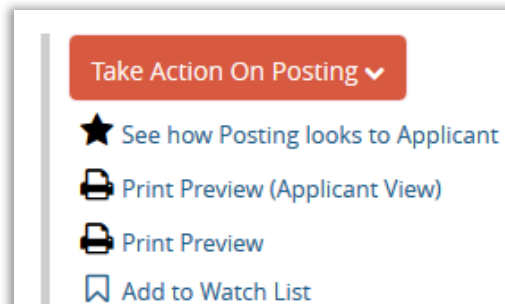 Take Action On Posting
See how Posting looks to Applicant
Print Preview (Applicant View)
Print Preview
Add to Watch List